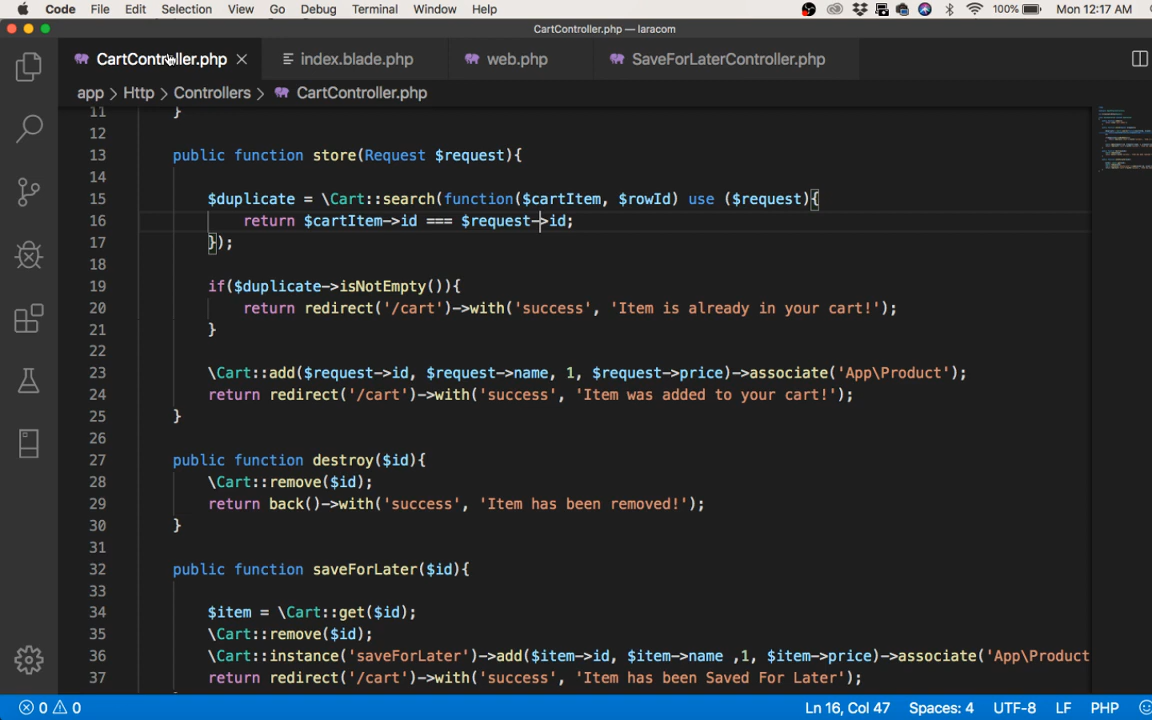 Code File Edit Selection View Go Debug Terminal Window Help 100% Mon 12:17 AM
CartController.php — laracom
CartController.php index.blade.php web.php SaveForLaterController.php
app > Http > Controllers > CartController.php
11 }
12
13 public function store(Request $request){
14
15 $duplicate = \Cart::search(function($cartItem, $rowId) use ($request){
16 return $cartItem->id === $request->id;
17 });
18
19 if($duplicate->isNotEmpty()){
20 return redirect('/cart')->with('success', 'Item is already in your cart!');
21 }
22
23 \Cart::add($request->id, $request->name, 1, $request->price)->associate('App\Product');
24 return redirect('/cart')->with('success', 'Item was added to your cart!');
25 }
26
27 public function destroy($id){
28 \Cart::remove($id);
29 return back()->with('success', 'Item has been removed!');
30 }
31
32 public function saveForLater($id){
33
34 $item = \Cart::get($id);
35 \Cart::remove($id);
36 \Cart::instance('saveForLater')->add($item->id, $item->name ,1, $item->price)->associate('App\Product
37 return redirect('/cart')->with('success', 'Item has been Saved For Later');
0 0 Ln 16, Col 47 Spaces: 4 UTF-8 LF PHP